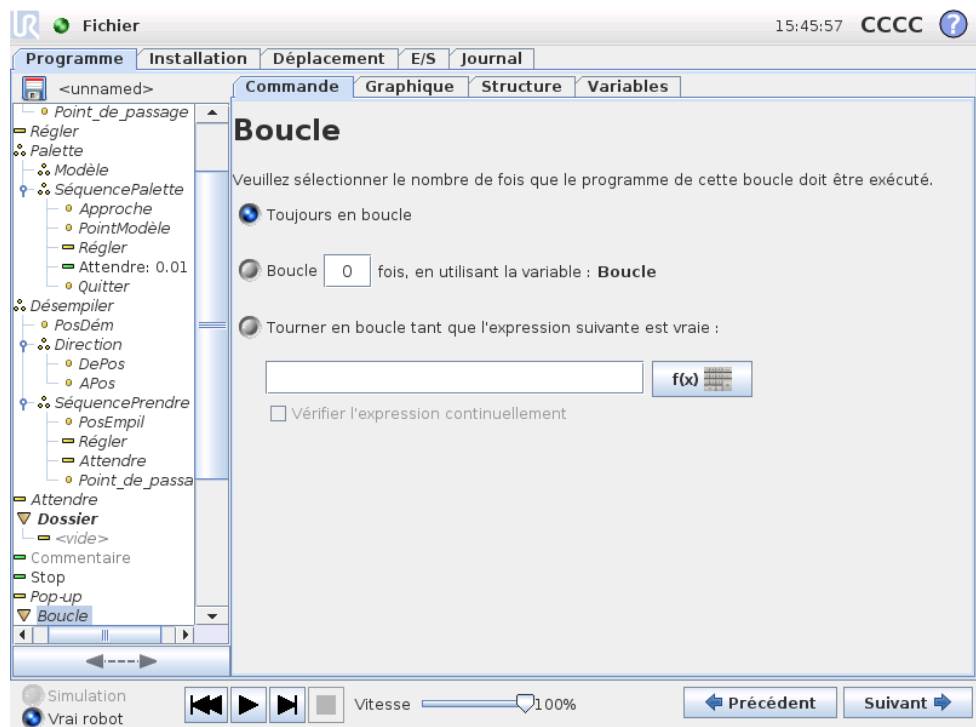 Fichier 15:45:57 CCCC ?
Programme Installation Déplacement E/S Journal
<unnamed>
Commande Graphique Structure Variables
Point_de_passage
Régler
Palette
Modèle
SéquencePalette
Approche
PointModèle
Régler
Attendre: 0.01
Quitter
Désempiler
PosDém
Direction
DePos
APos
SéquencePrendre
PosEmpil
Régler
Attendre
Point_de_passa
Attendre
Dossier
<vide>
Commentaire
Stop
Pop-up
Boucle
Boucle
Veuillez sélectionner le nombre de fois que le programme de cette boucle doit être exécuté.
Toujours en boucle
Boucle 0 fois, en utilisant la variable : Boucle
Tourner en boucle tant que l'expression suivante est vraie :
f(x)
Vérifier l'expression continuellement
Simulation
Vrai robot
Vitesse 100%
Précédent Suivant